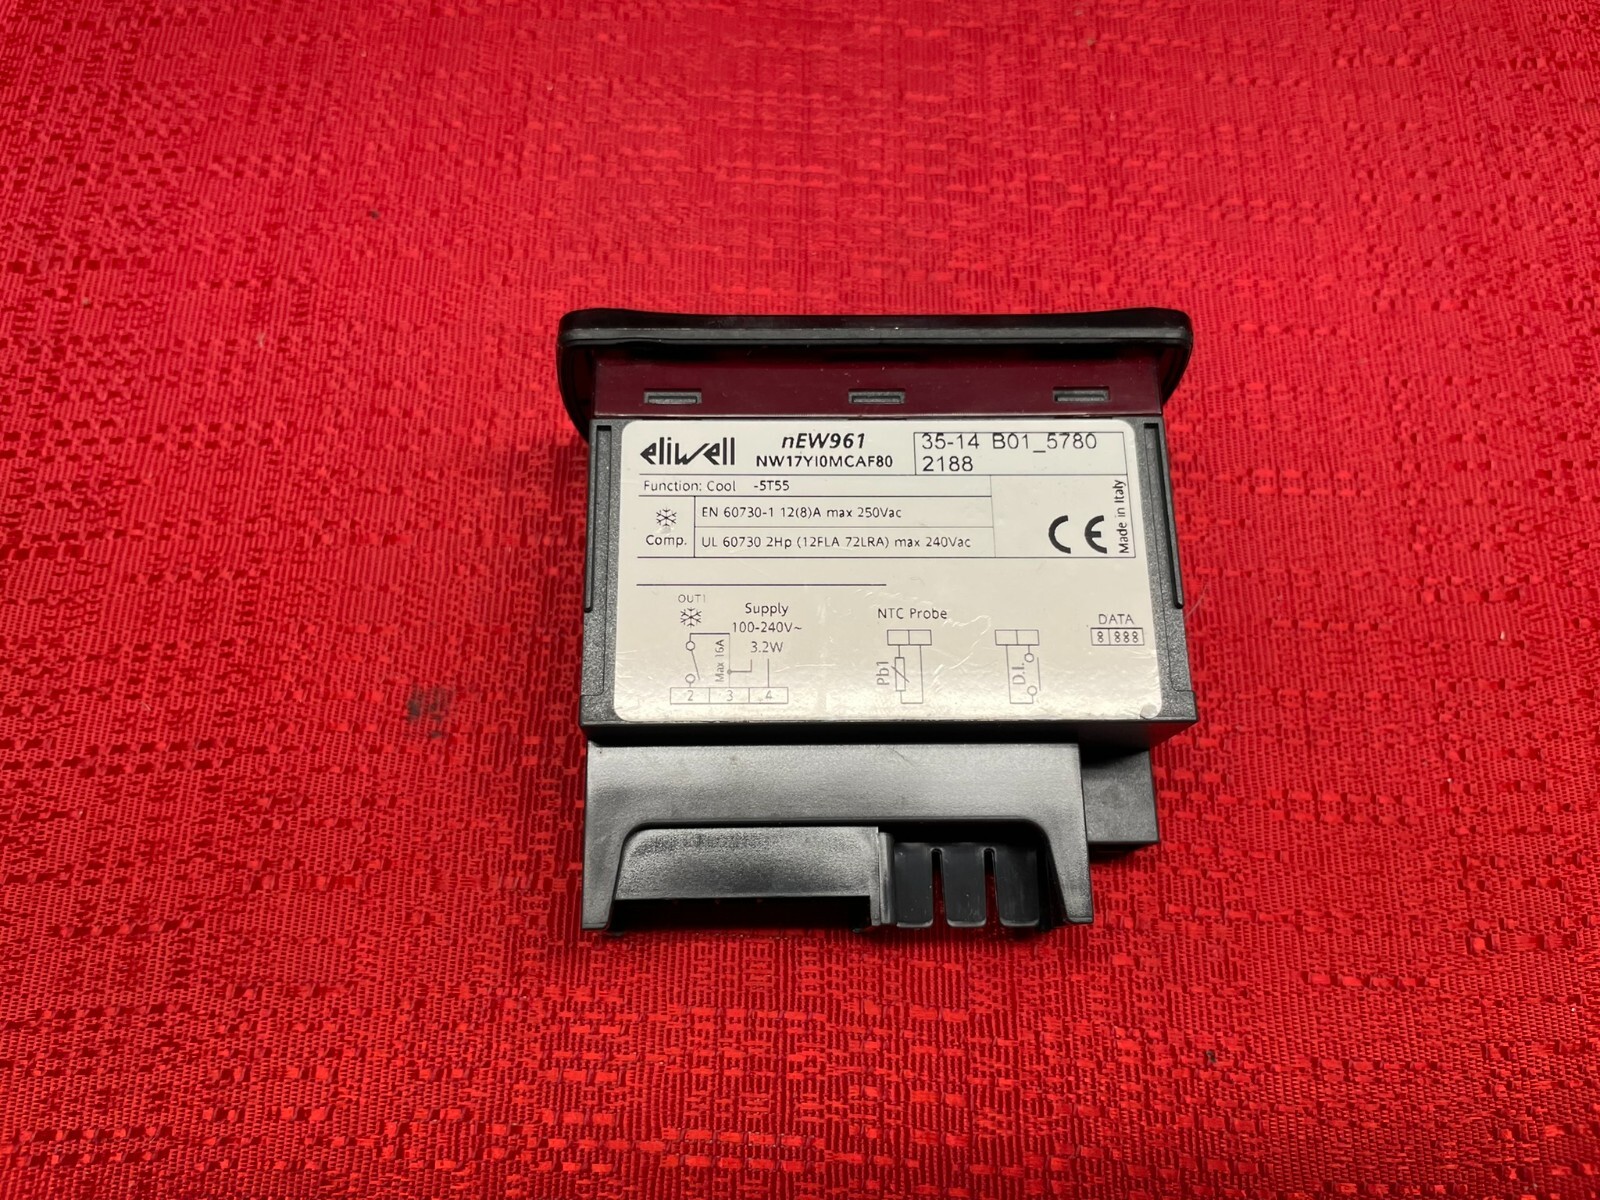 eliwell
nEW961
NW17YI0MCAF80
35-14 B01_5780
2188
Function: Cool -5T55
Comp.
EN 60730-1 12(8)A max 250Vac
UL 60730 2Hp (12FLA 72LRA) max 240Vac
CE
Made in Italy
OUT1
Supply
100-240V~
3.2W
Max 16A
2 3 4
NTC Probe
Pb1
D.I.
DATA
8 888